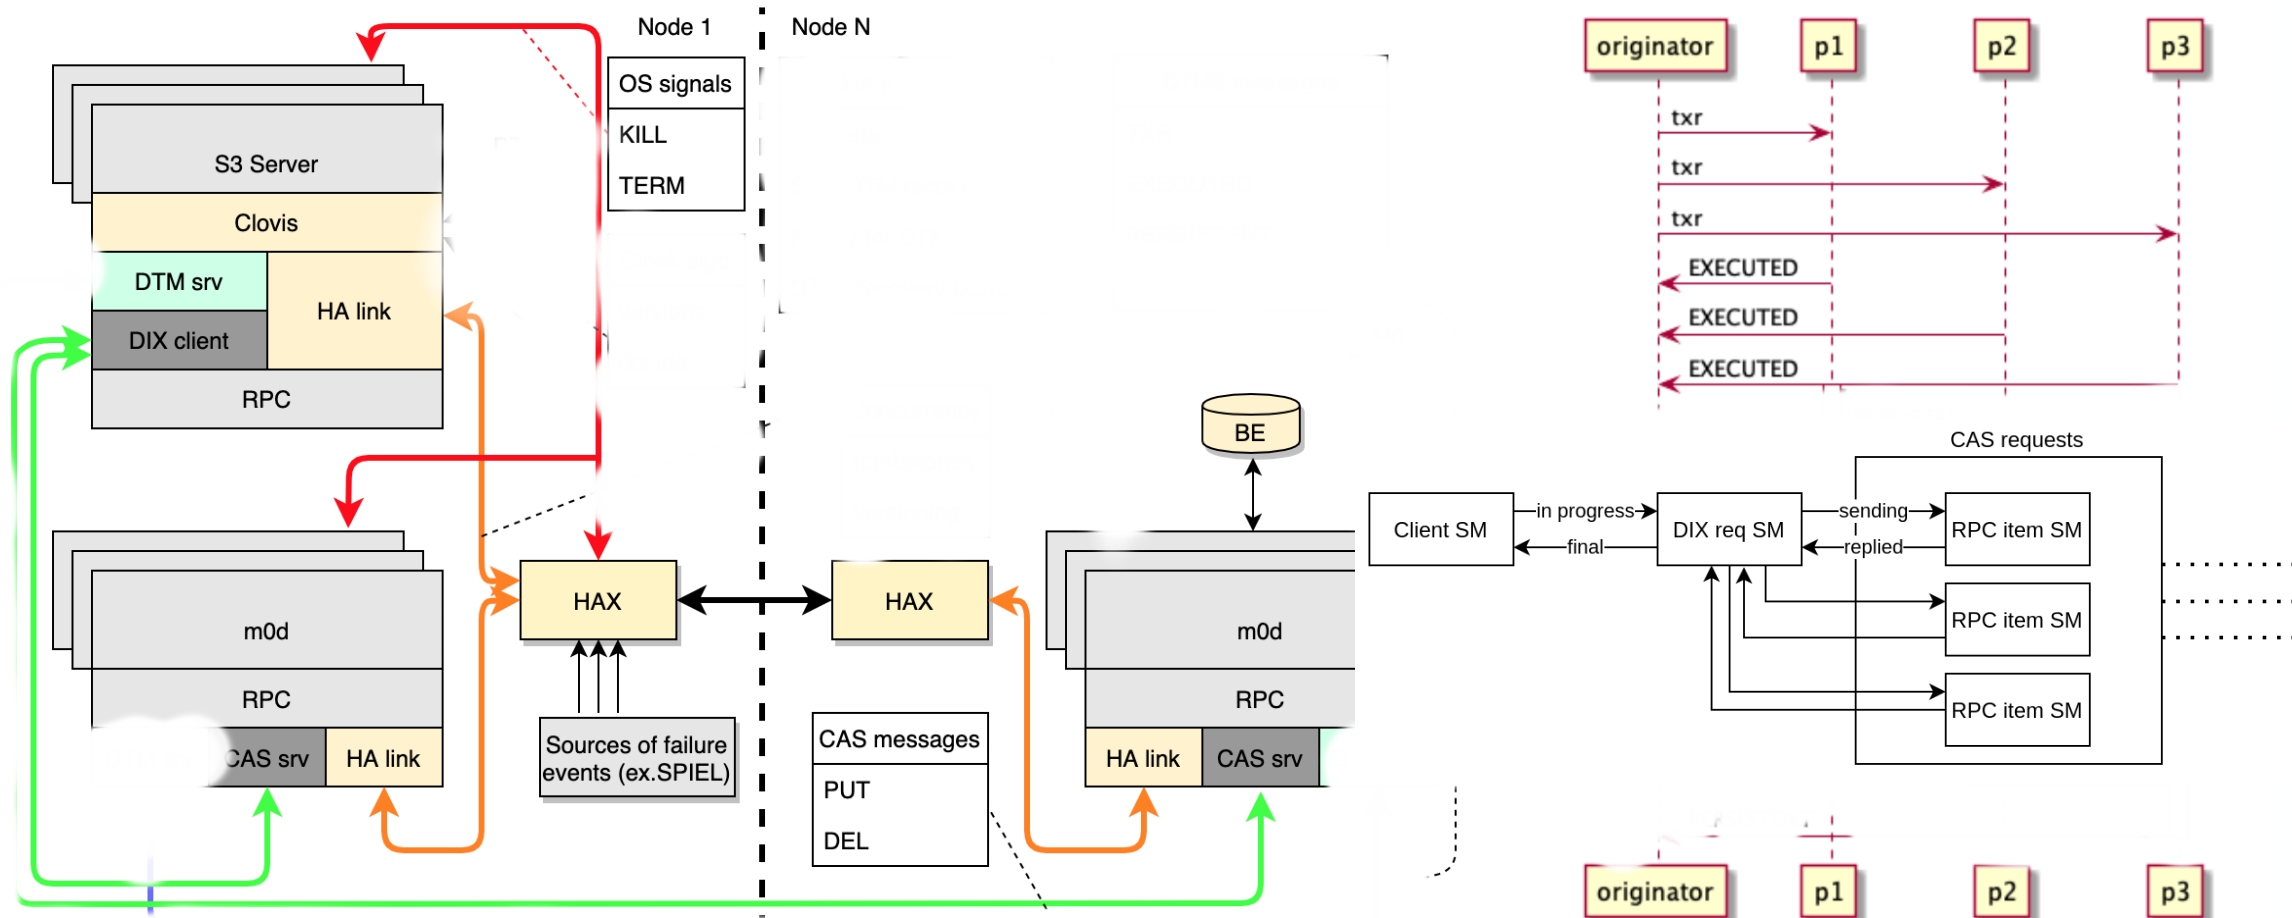 Node 1
Node N
OS signals
KILL
TERM
S3 Server
Clovis
DTM srv
HA link
DIX client
RPC
m0d
RPC
CAS srv
HA link
HAX
Sources of failure
events (ex.SPIEL)
HAX
BE
m0d
RPC
HA link
CAS srv
CAS messages
PUT
DEL
originator
p1
p2
p3
txr
txr
txr
EXECUTED
EXECUTED
EXECUTED
CAS requests
Client SM
in progress
final
DIX req SM
sending
replied
RPC item SM
RPC item SM
RPC item SM
originator
p1
p2
p3